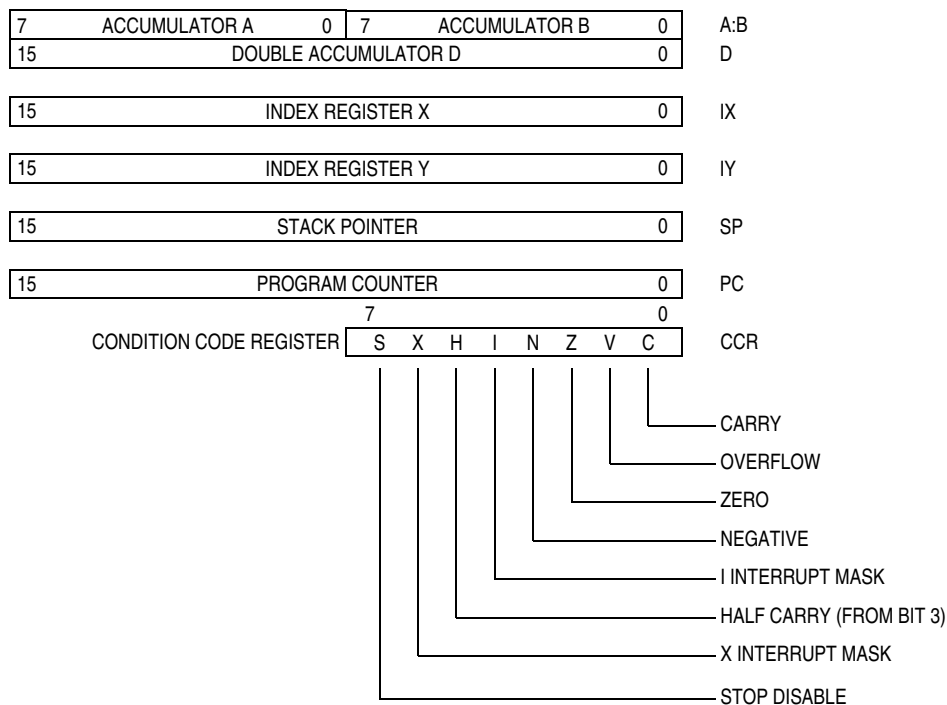 7 ACCUMULATOR A 0 7 ACCUMULATOR B 0 A:B
15 DOUBLE ACCUMULATOR D 0 D
15 INDEX REGISTER X 0 IX
15 INDEX REGISTER Y 0 IY
15 STACK POINTER 0 SP
15 PROGRAM COUNTER 0 PC
7 0
CONDITION CODE REGISTER S X H I N Z V C CCR
CARRY
OVERFLOW
ZERO
NEGATIVE
I INTERRUPT MASK
HALF CARRY (FROM BIT 3)
X INTERRUPT MASK
STOP DISABLE